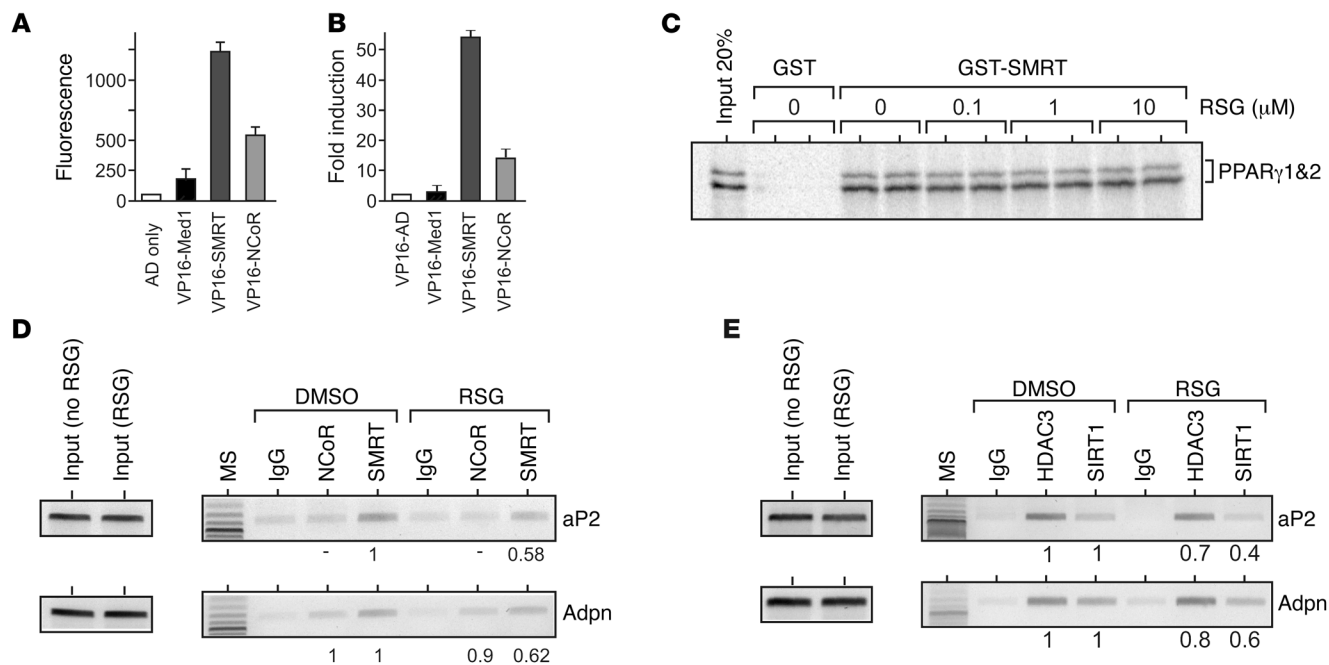 A
Fluorescence
1000
500
250
0
AD only
VP16-Med1
VP16-SMRT
VP16-NCoR
B
Fold induction
50
40
30
20
10
0
VP16-AD
VP16-Med1
VP16-SMRT
VP16-NCoR
C
Input 20%
GST
GST-SMRT
0
0
0.1
1
10
RSG (μM)
PPARγ1&2
D
Input (no RSG)
Input (RSG)
DMSO
RSG
MS
IgG
NCoR
SMRT
IgG
NCoR
SMRT
aP2
- 1 - 0.58
Adpn
1 1 0.9 0.62
E
Input (no RSG)
Input (RSG)
DMSO
RSG
MS
IgG
HDAC3
SIRT1
IgG
HDAC3
SIRT1
aP2
1 1 0.7 0.4
Adpn
1 1 0.8 0.6